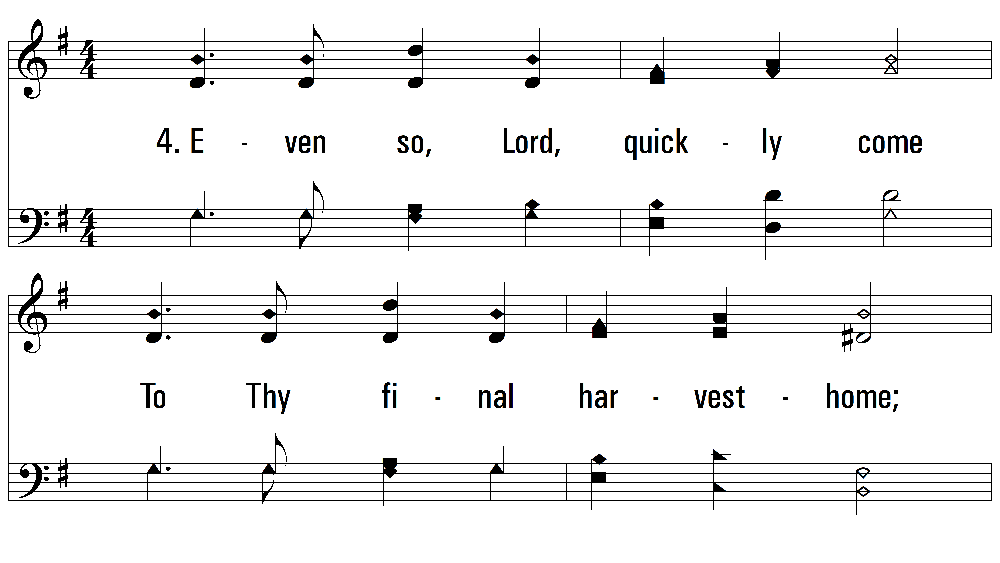 4. E - ven so, Lord, quick - ly come
To Thy fi - nal har - vest - home;